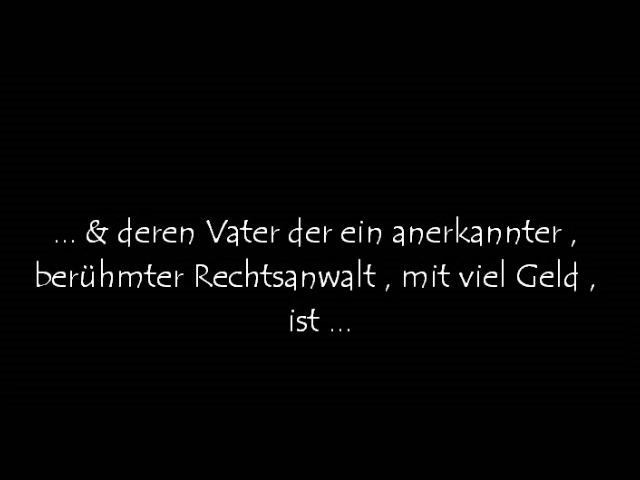 ... & deren Vater der ein anerkannter ,
berühmter Rechtsanwalt , mit viel Geld ,
ist ...